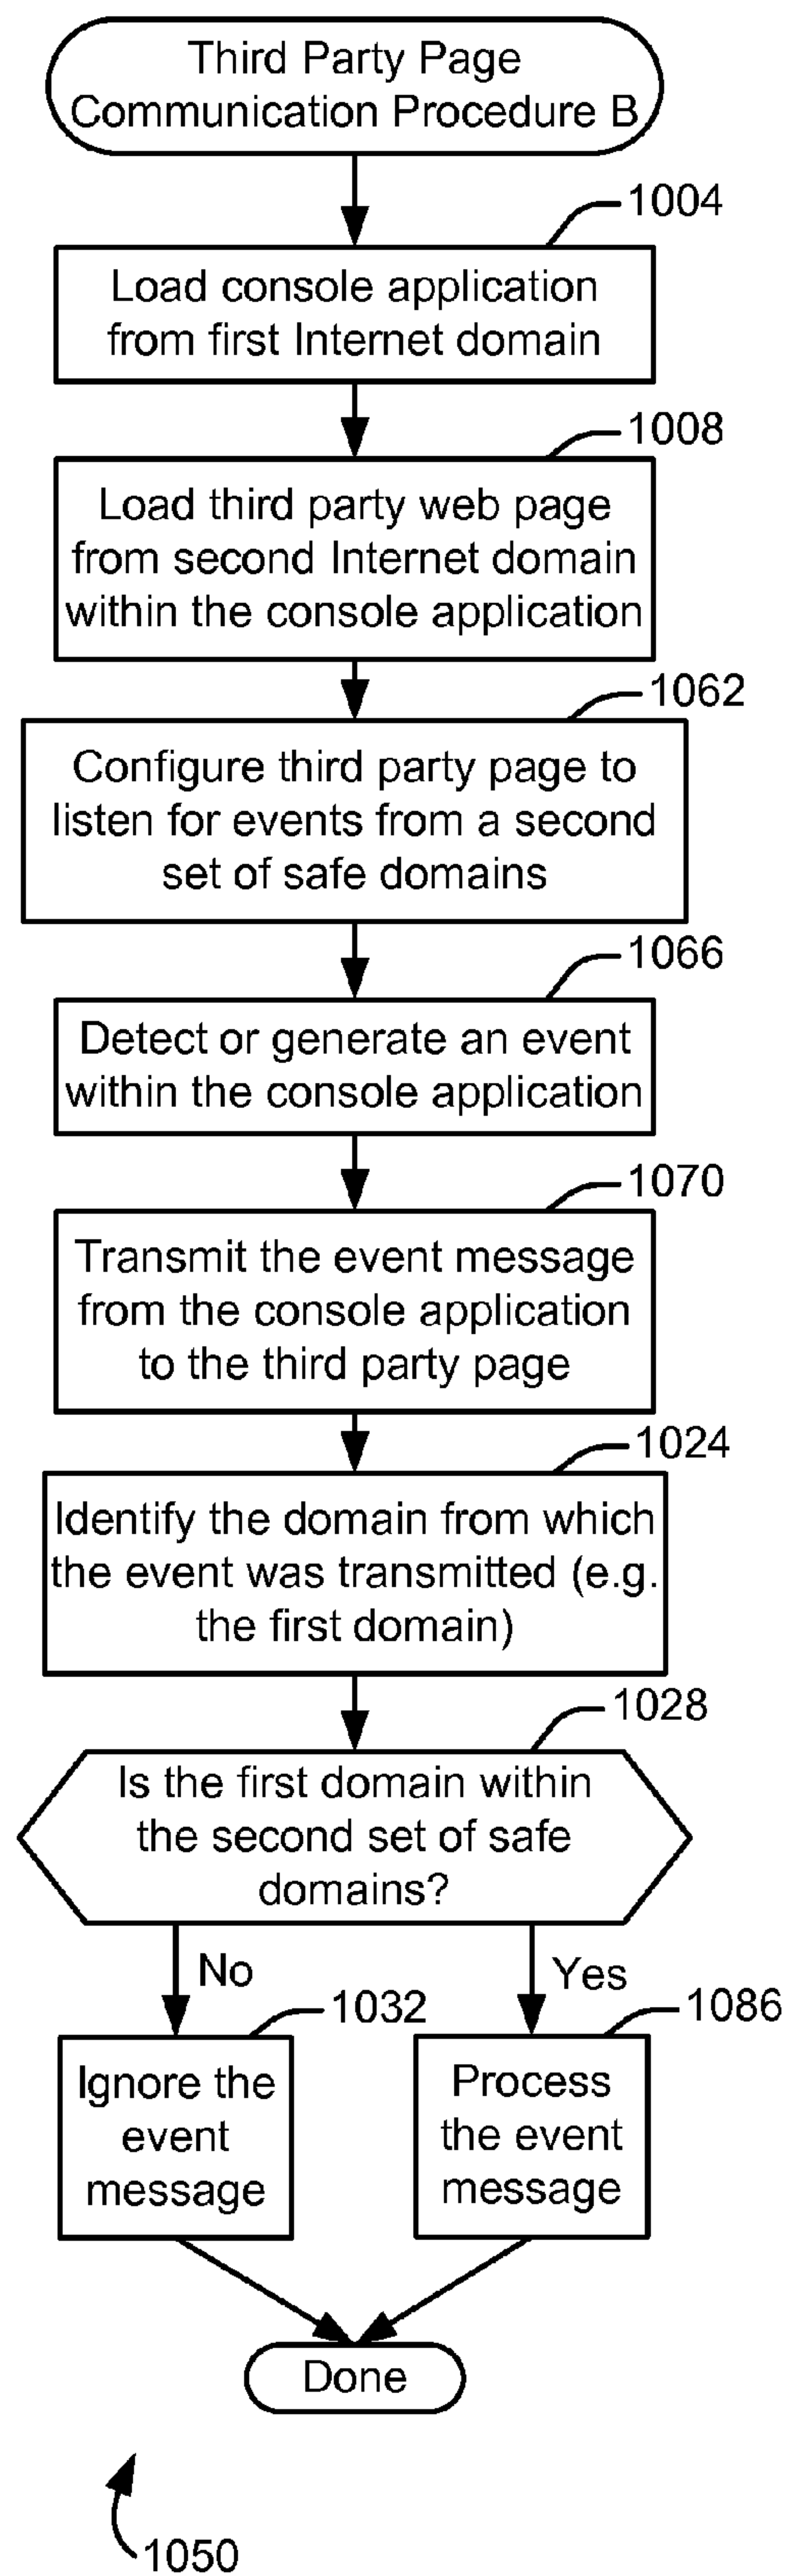 Third Party Page
Communication Procedure B
1004
Load console application
from first Internet domain
1008
Load third party web page
from second Internet domain
within the console application
1062
Configure third party page to
listen for events from a second
set of safe domains
1066
Detect or generate an event
within the console application
1070
Transmit the event message
from the console application
to the third party page
1024
Identify the domain from which
the event was transmitted (e.g.
the first domain)
1028
Is the first domain within
the second set of safe
domains?
No
Yes
1032
1086
Ignore the
event
message
Process
the event
message
Done
1050